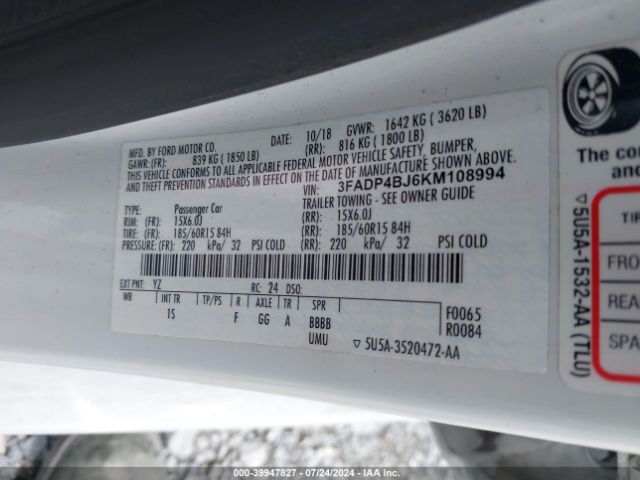 MFD. BY FORD MOTOR CO.
DATE: 10/18 GVWR: 1642 KG ( 3620 LB)
GAWR: (FR): 839 KG ( 1850 LB) (RR): 816 KG ( 1800 LB)
THIS VEHICLE CONFORMS TO ALL APPLICABLE FEDERAL MOTOR VEHICLE SAFETY, BUMPER,
AND THEFT PREVENTION STANDARDS IN EFFECT ON THE DATE OF MANUFACTURE SHOWN ABOVE.
VIN: 3FADP4BJ6KM108994
TYPE: Passenger Car TRAILER TOWING - SEE OWNER GUIDE
RIM: (FR) 15X6.0J (RR) 15X6.0J
TIRE: (FR) 185/60R15 84H (RR) 185/60R15 84H
PRESSURE: (FR) 220 kPa/ 32 PSI COLD (RR) 220 kPa/ 32 PSI COLD
EXT PNT: YZ RC: 24 DSO:
WB INT TR TP/PS R AXLE TR SPR
1S F GG A BBBB
UMU
F0065
R0084
▽ 5U5A-3520472-AA
The co
and
▽ 5U5A-1532-AA (TLU)
TIR
FRO
REA
SPA
000-39947827 - 07/24/2024 - IAA Inc.